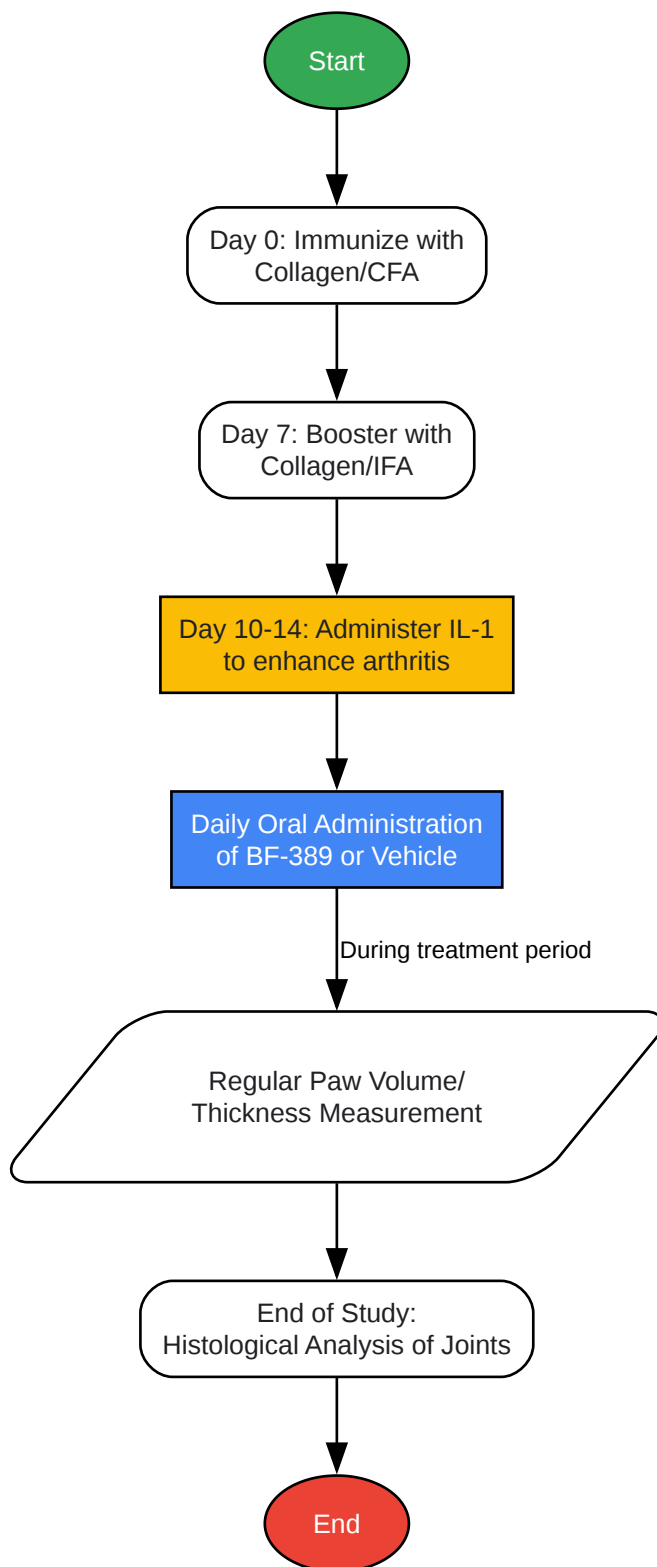 Start
Day 0: Immunize with
Collagen/CFA
Day 7: Booster with
Collagen/IFA
Day 10-14: Administer IL-1
to enhance arthritis
Daily Oral Administration
of BF-389 or Vehicle
During treatment period
Regular Paw Volume/
Thickness Measurement
End of Study:
Histological Analysis of Joints
End